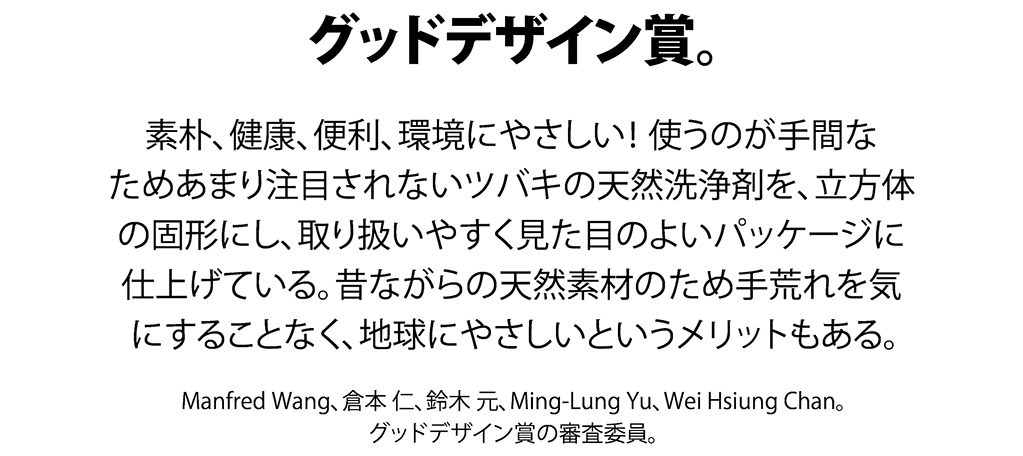 グッドデザイン賞。
素朴、健康、便利、環境にやさしい！使うのが手間な
ためあまり注目されないツバキの天然洗浄剤を、立方体
の固形にし、取り扱いやすく見た目のよいパッケージに
仕上げている。昔ながらの天然素材のため手荒れを気
にすることなく、地球にやさしいというメリットもある。
Manfred Wang、倉本 仁、鈴木 元、Ming-Lung Yu、Wei Hsiung Chan。
グッドデザイン賞の審査委員。